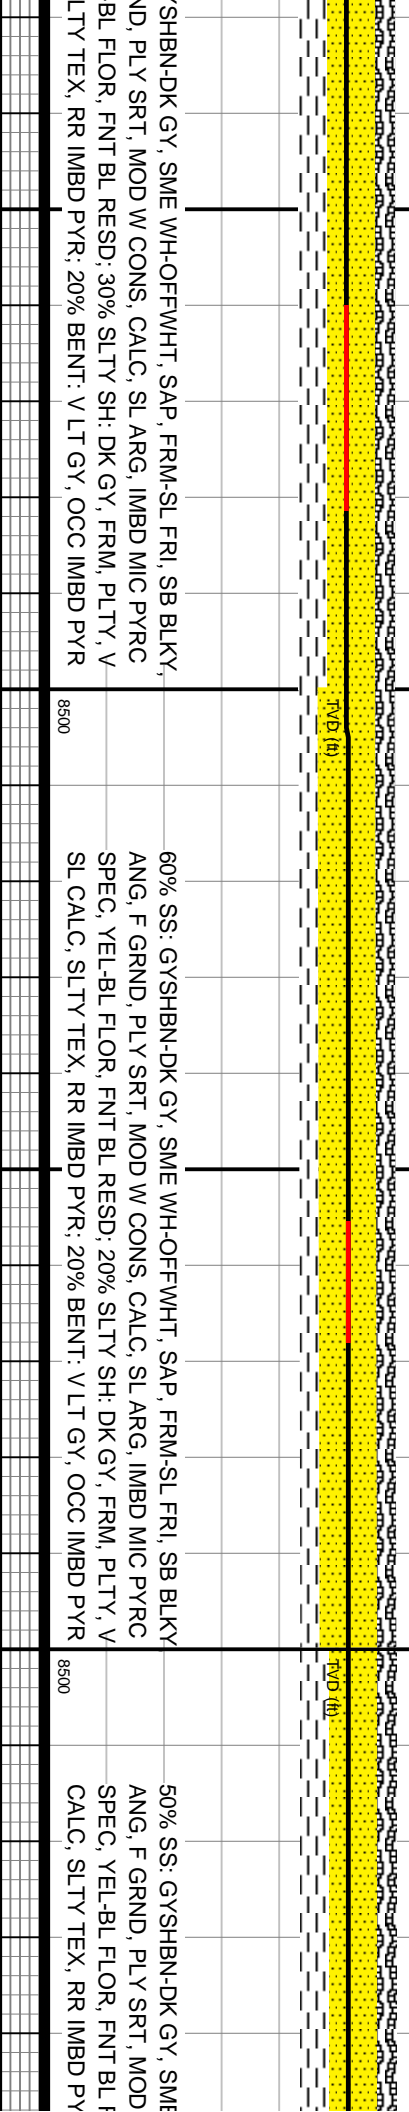 YSHBN-DK GY, SME WH-OFFWHT, SAP, FRM-SL FRI, SB BLKY,
ND, PLY SRT, MOD W CONS, CALC, SL ARG, IMBD MIC PYRC
BL FLOR, FNT BL RESD; 30% SLTY SH: DK GY, FRM, PLTY, V
LTY TEX, RR IMBD PYR; 20% BENT: V LT GY, OCC IMBD PYR
TVD (ft)
8500
60% SS: GYSHBN-DK GY, SME WH-OFFWHT, SAP, FRM-SL FRI, SB BLKY
ANG, F GRND, PLY SRT, MOD W CONS, CALC, SL ARG, IMBD MIC PYRC
SPEC, YEL-BL FLOR, FNT BL RESD; 20% SLTY SH: DK GY, FRM, PLTY, V
SL CALC, SLTY TEX, RR IMBD PYR; 20% BENT: V LT GY, OCC IMBD PYR
TVD (ft)
8500
50% SS: GYSHBN-DK GY, SME
ANG, F GRND, PLY SRT, MOD
SPEC, YEL-BL FLOR, FNT BL
CALC, SLTY TEX, RR IMBD PY